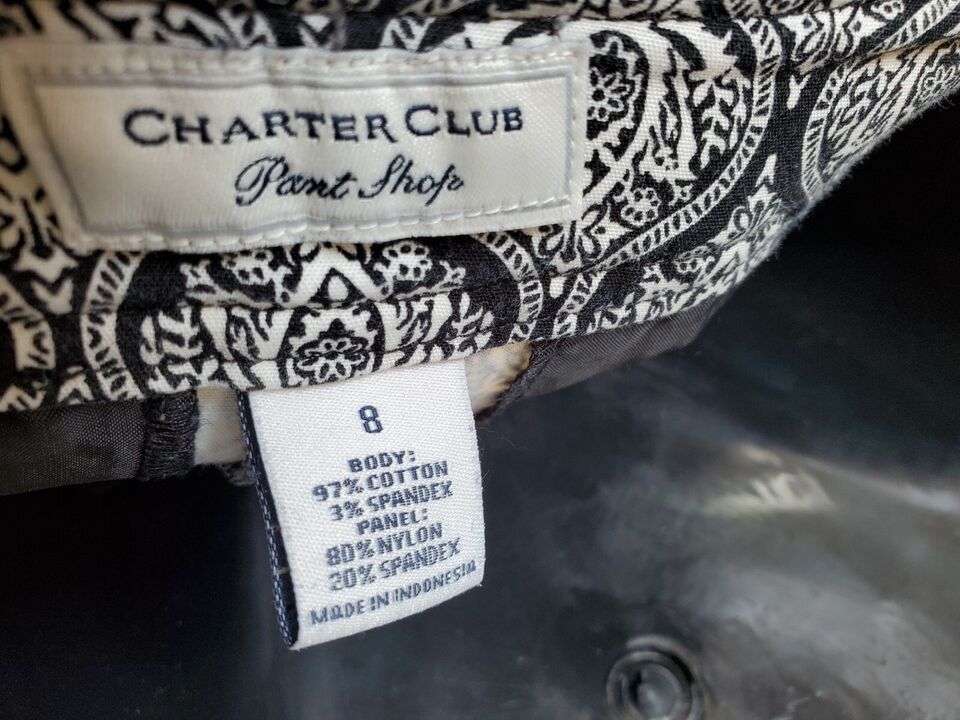 CHARTER CLUB
Pant Shop
8
BODY:
97% COTTON
3% SPANDEX
PANEL:
80% NYLON
20% SPANDEX
MADE IN INDONESIA